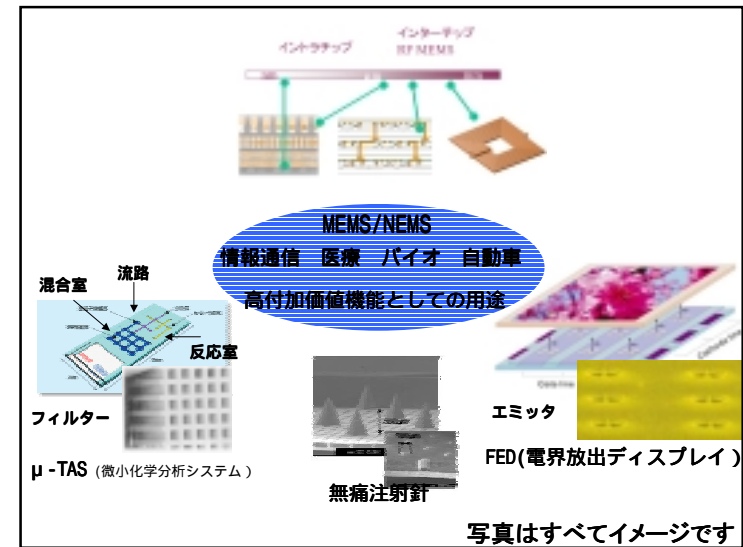 イントラチップ
インターチップ
RF MEMS
MEMS/NEMS
情報通信　医療　バイオ　自動車
高付加価値機能としての用途
混合室
流路
反応室
フィルター
μ-TAS（微小化学分析システム）
無痛注射針
エミッタ
FED(電界放出ディスプレイ）
写真はすべてイメージです